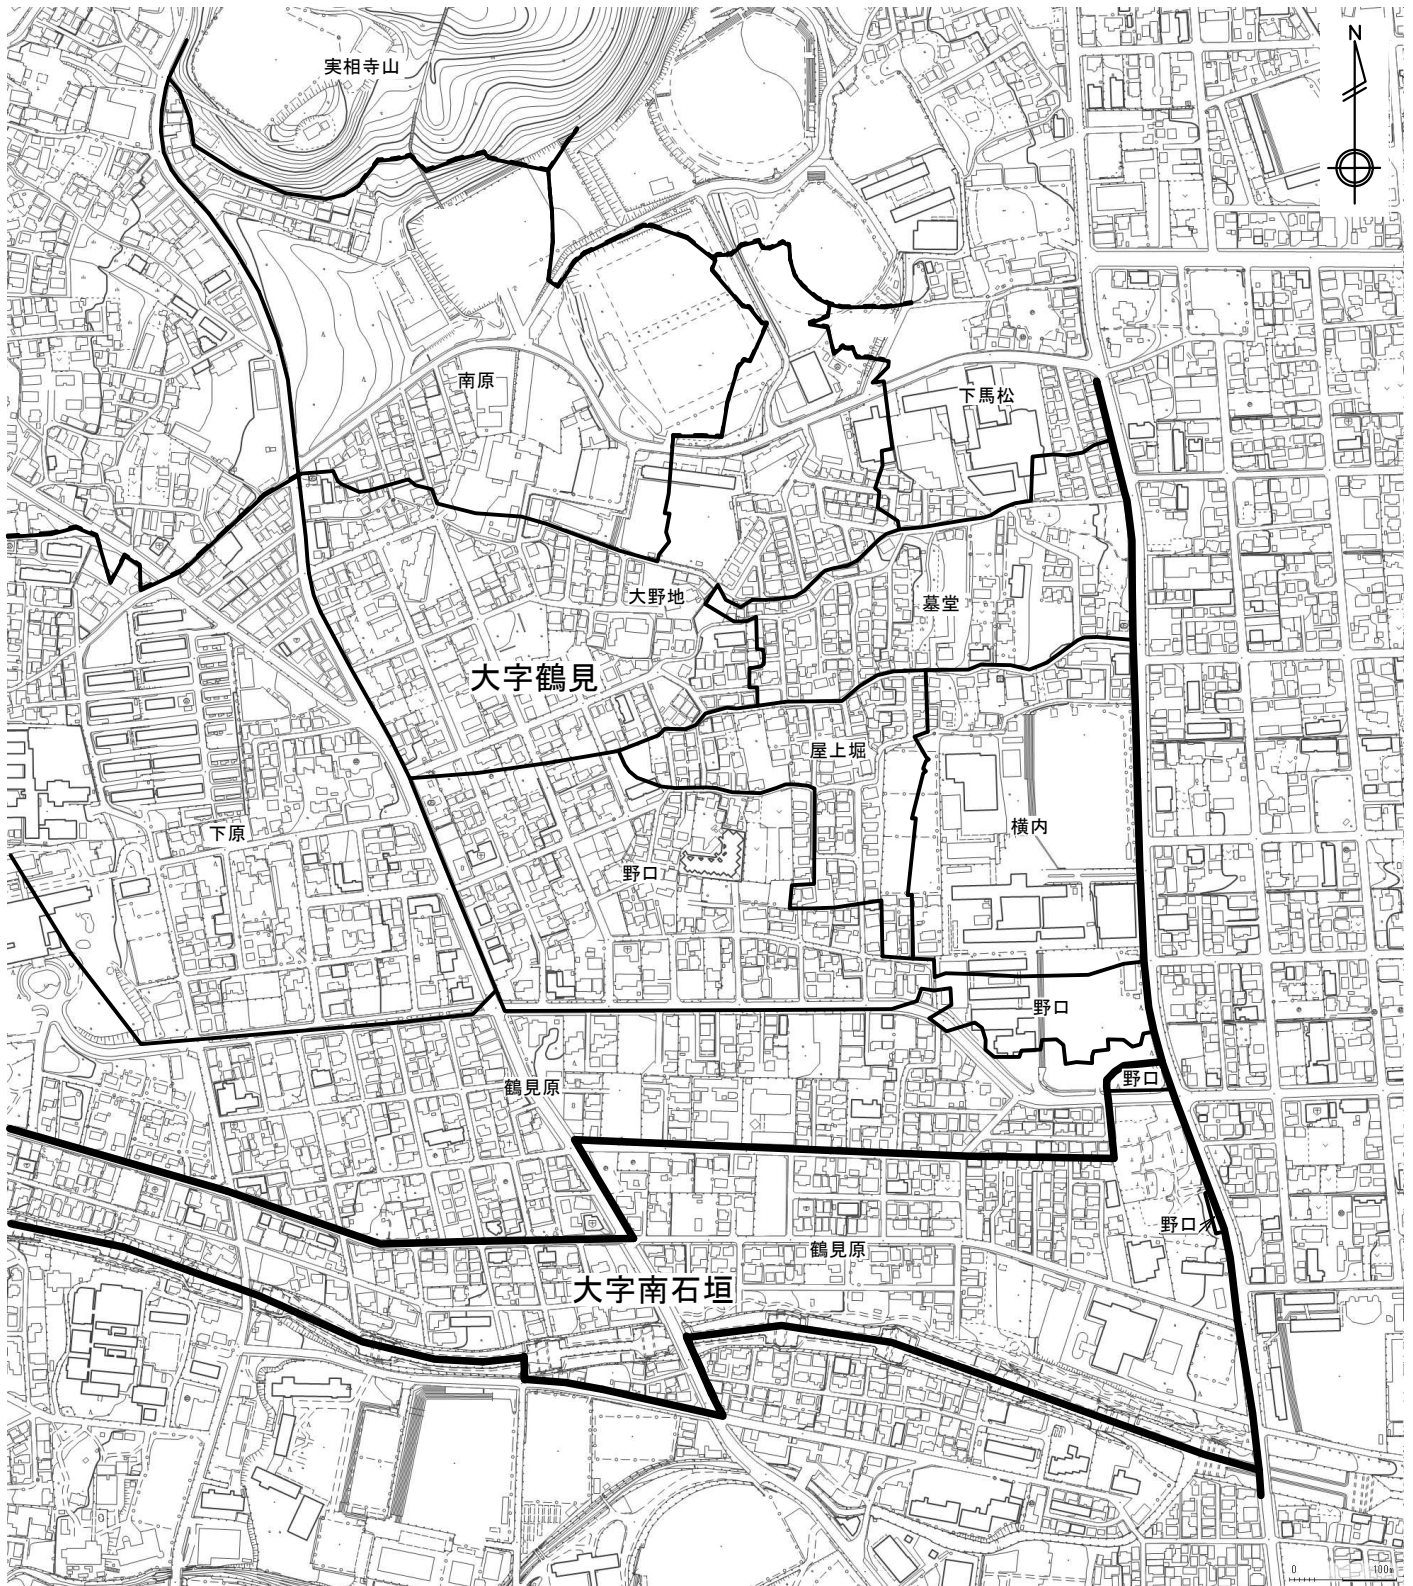 N
実相寺山
南原
下馬松
大野地
墓堂
大字鶴見
屋上堀
下原
横内
野口
野口
鶴見原
野口
野口
鶴見原
大字南石垣
0 100m